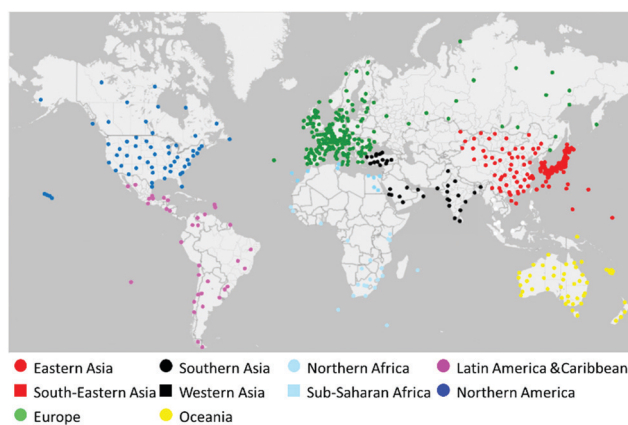 Eastern Asia Southern Asia Northern Africa Latin America &Caribbean
South-Eastern Asia Western Asia Sub-Saharan Africa Northern America
Europe Oceania